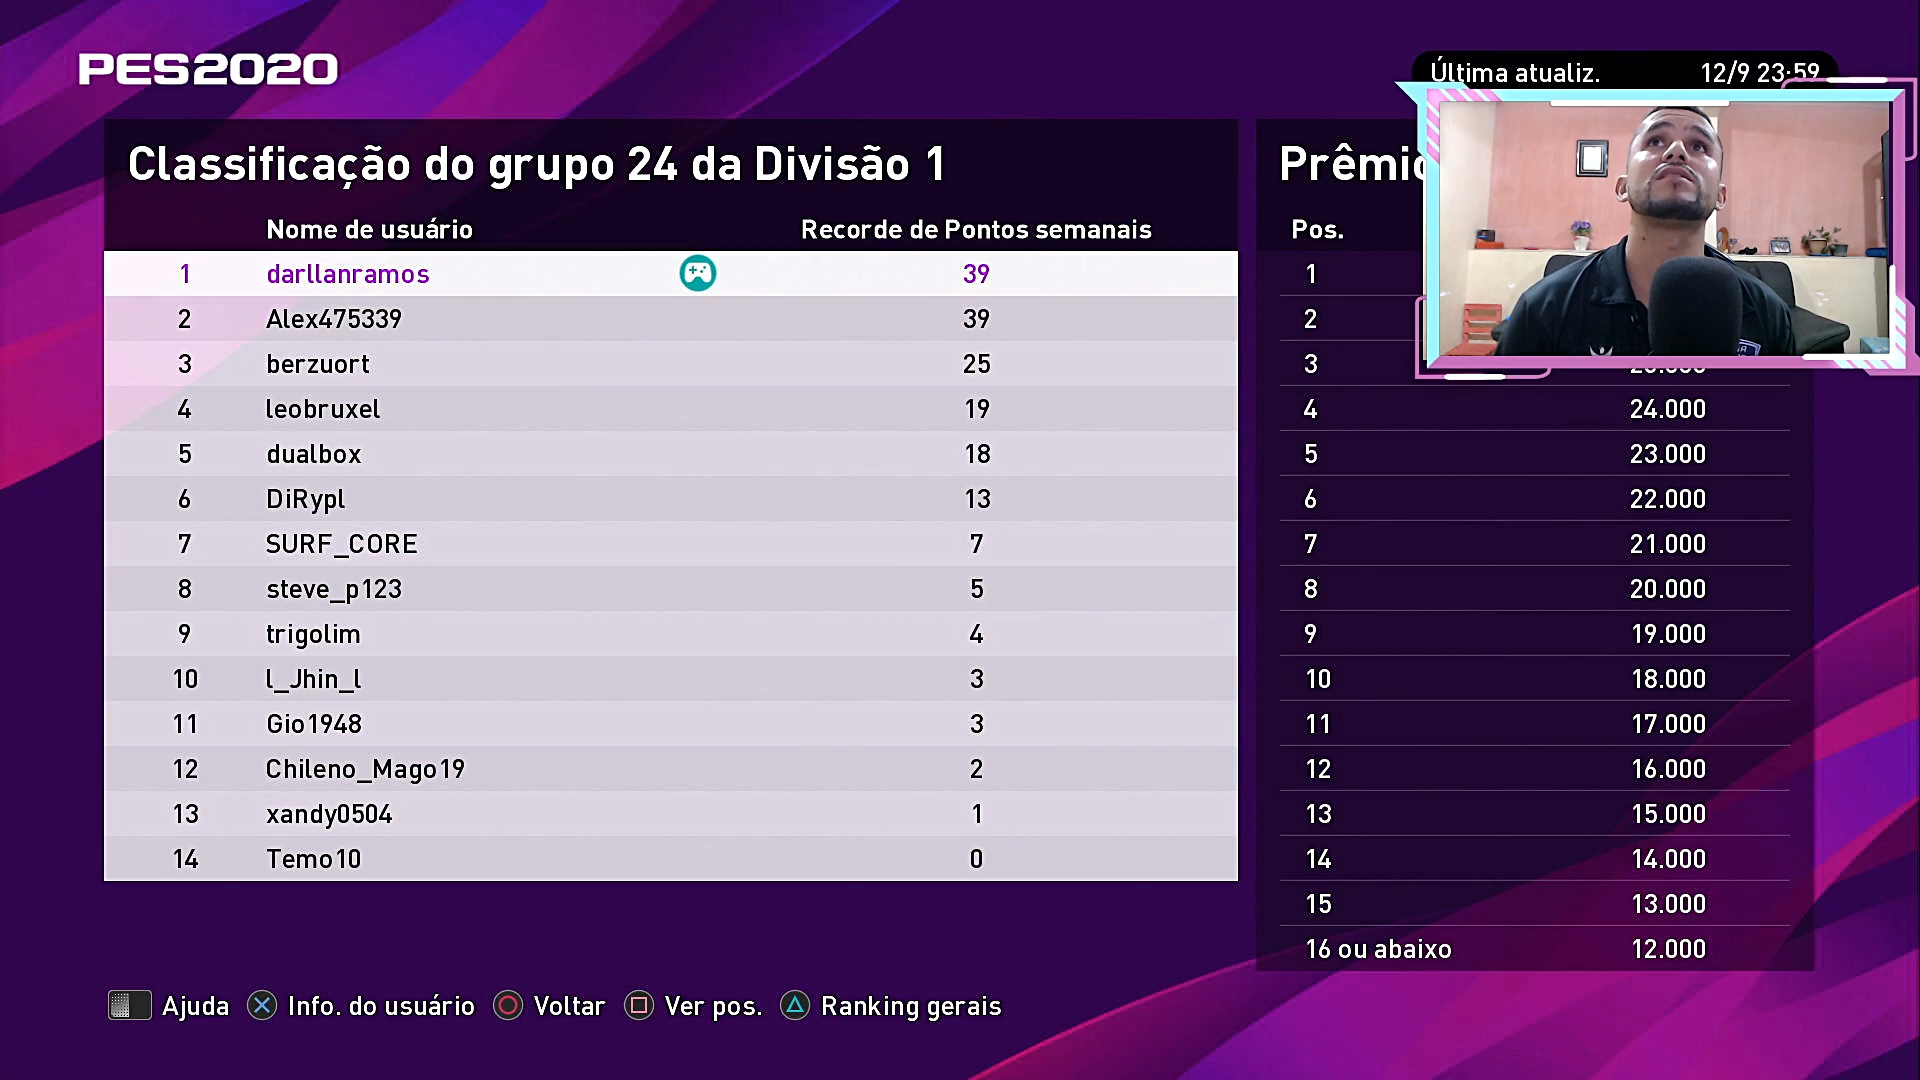 PES2020
Última atualiz. 12/9 23:59
Classificação do grupo 24 da Divisão 1
Nome de usuário Recorde de Pontos semanais
1 darllanramos 39
2 Alex475339 39
3 berzuort 25
4 leobruxel 19
5 dualbox 18
6 DiRypl 13
7 SURF_CORE 7
8 steve_p123 5
9 trigolim 4
10 l_Jhin_l 3
11 Gio1948 3
12 Chileno_Mago19 2
13 xandy0504 1
14 Temo10 0
Pos.
1
2
3
4 24.000
5 23.000
6 22.000
7 21.000
8 20.000
9 19.000
10 18.000
11 17.000
12 16.000
13 15.000
14 14.000
15 13.000
16 ou abaixo 12.000
Ajuda Info. do usuário Voltar Ver pos. Ranking gerais